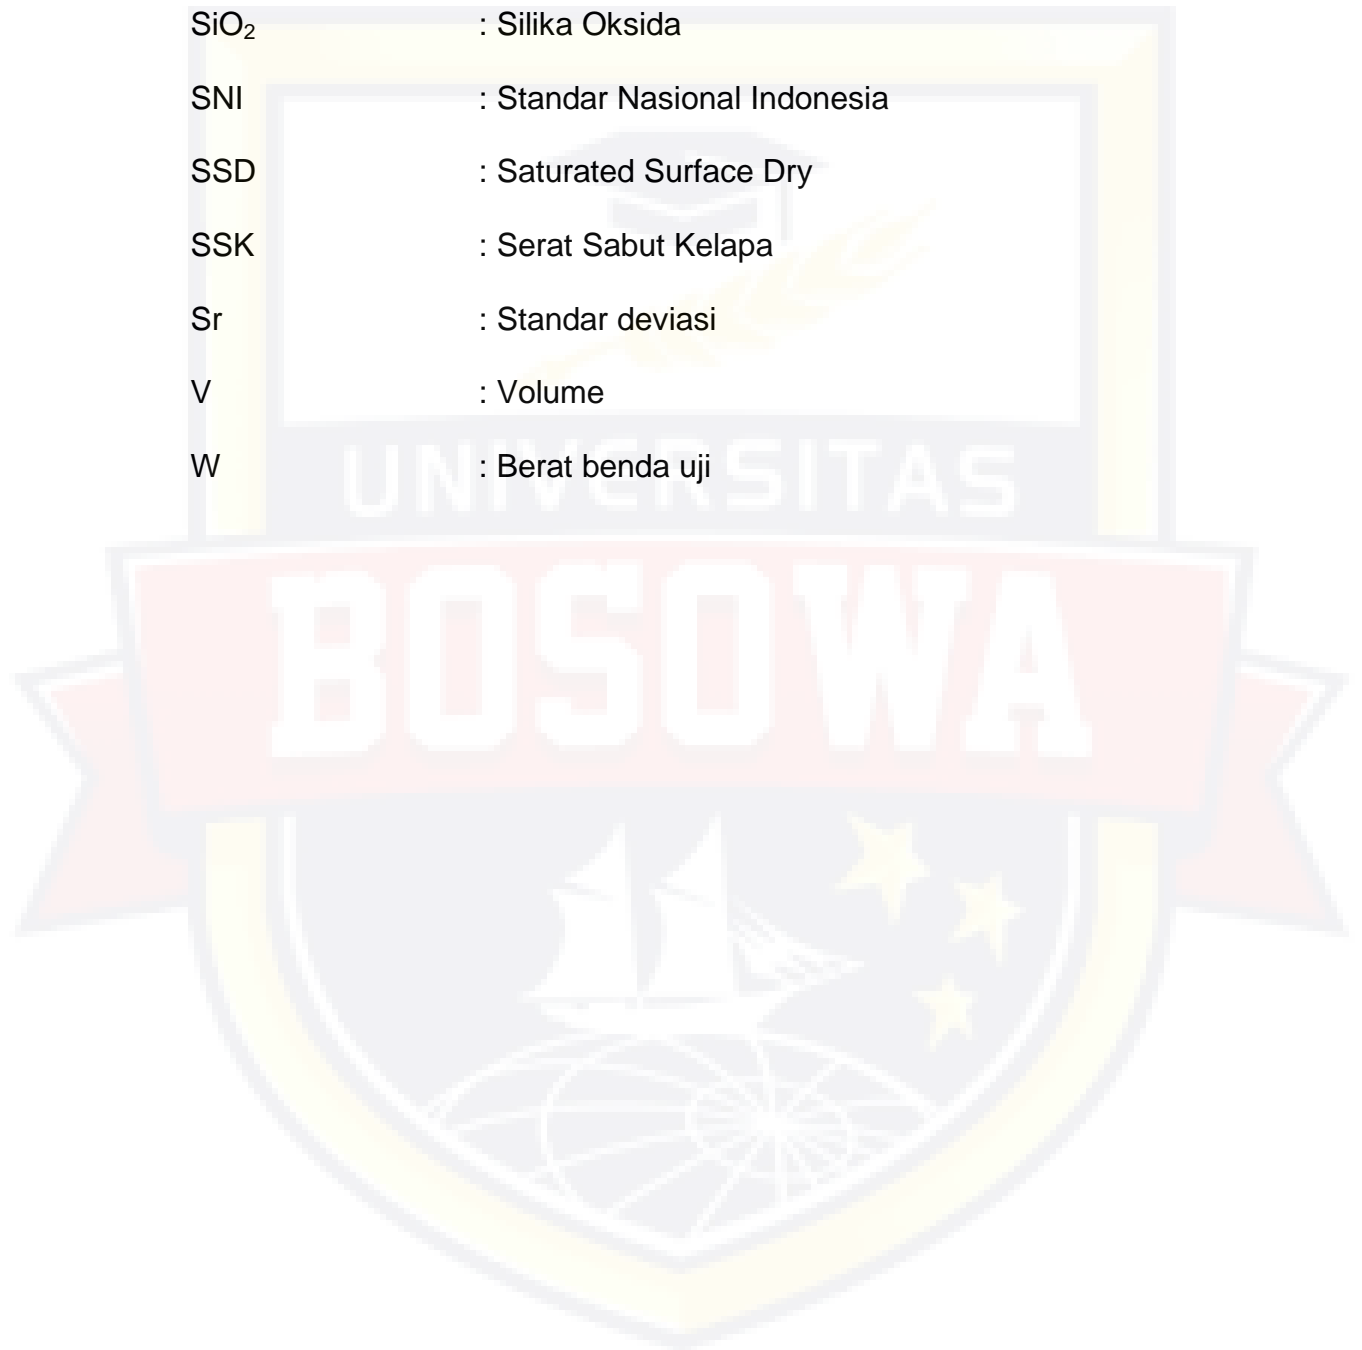 SiO₂ : Silika Oksida
SNI : Standar Nasional Indonesia
SSD : Saturated Surface Dry
SSK : Serat Sabut Kelapa
Sr : Standar deviasi
V : Volume
W : Berat benda uji
UNIVERSITAS
BOSOWA